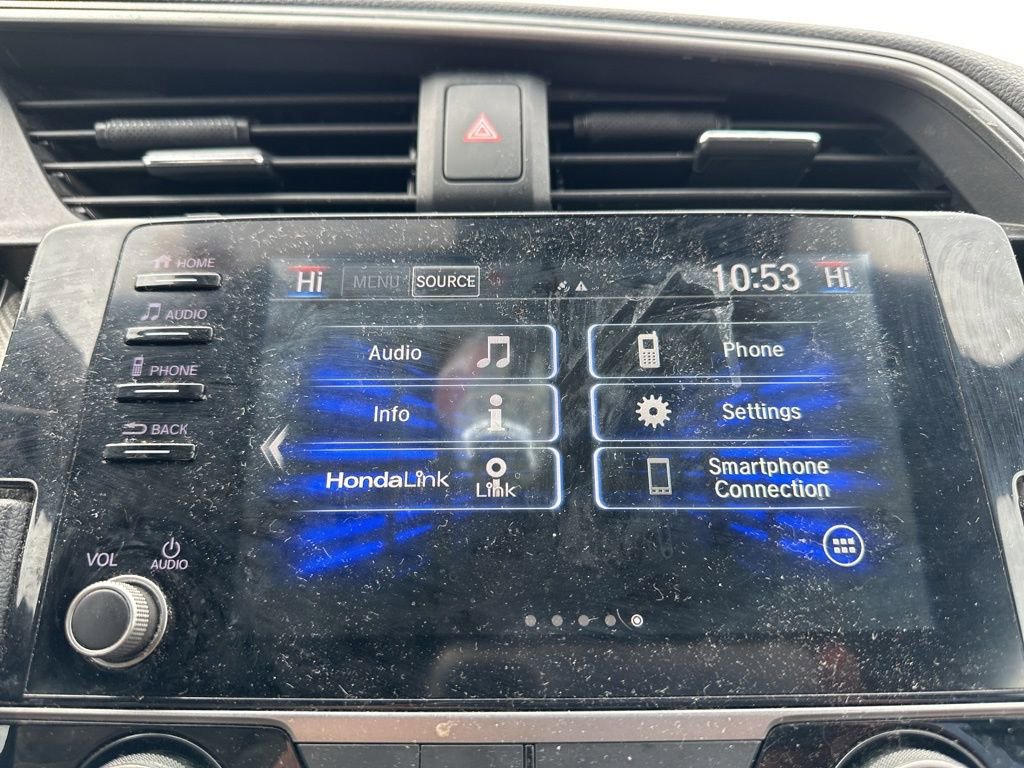 HOME
AUDIO
PHONE
BACK
VOL
AUDIO
Hi MENU SOURCE 10:53 Hi
Audio
Phone
Info
Settings
HondaLink
Link
Smartphone
Connection